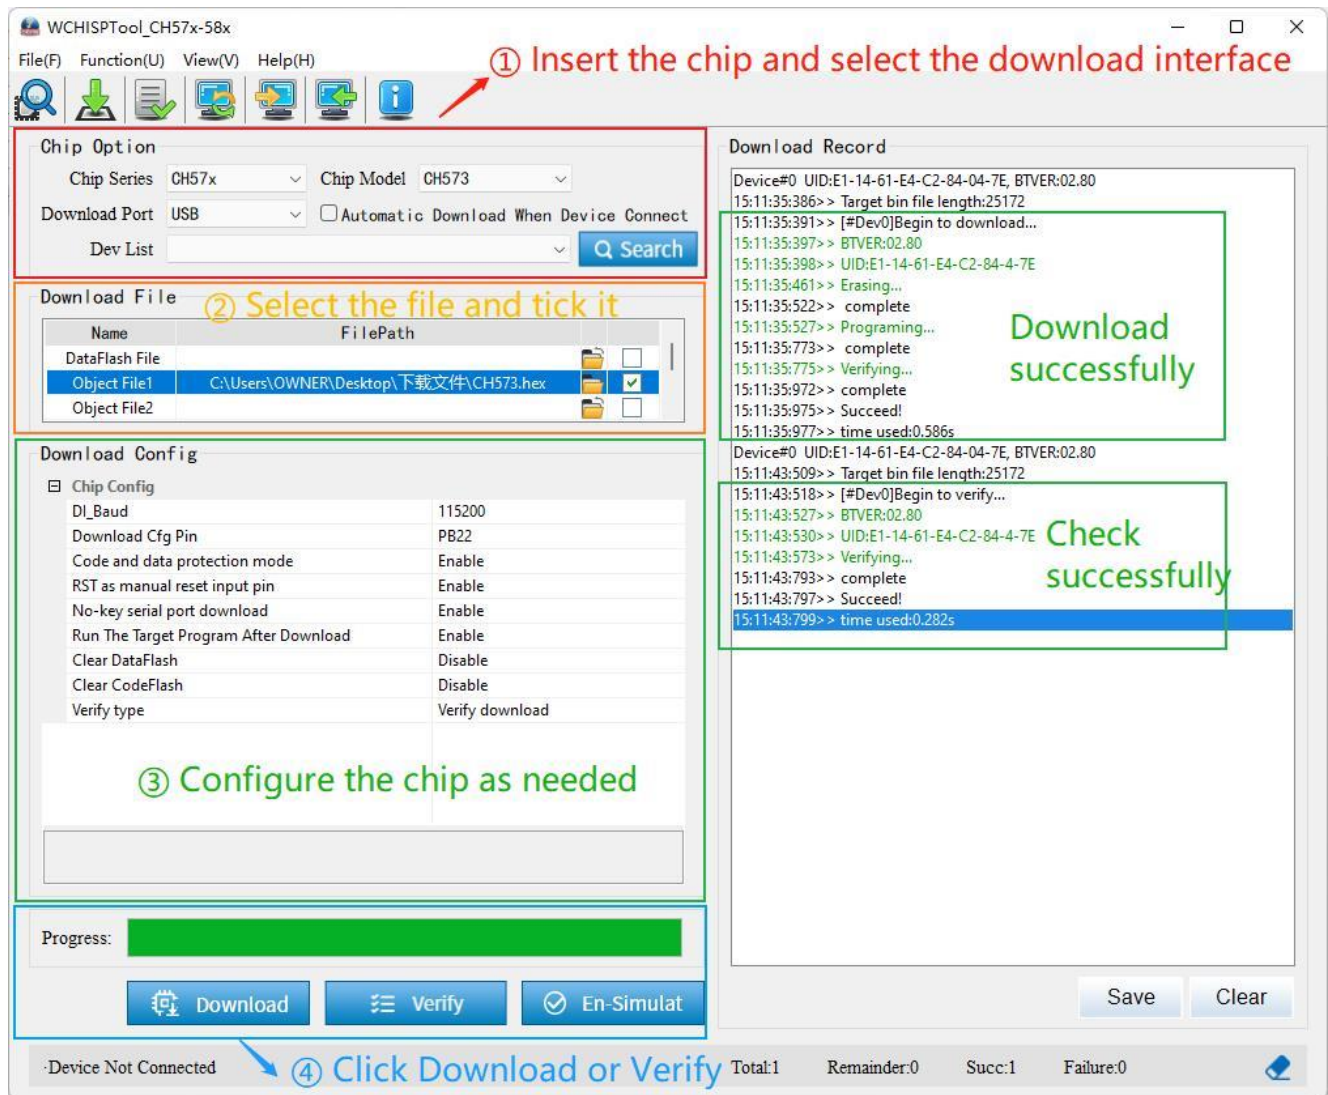 WCHISPTool_CH57x-58x
File(F) Function(U) View(V) Help(H)
① Insert the chip and select the download interface
Chip Option
Chip Series CH57x Chip Model CH573
Download Port USB Automatic Download When Device Connect
Dev List Search
Download File
② Select the file and tick it
Name FilePath
DataFlash File
Object File1 C:\Users\OWNER\Desktop\下载文件\CH573.hex
Object File2
Download Config
Chip Config
DI_Baud 115200
Download Cfg Pin PB22
Code and data protection mode Enable
RST as manual reset input pin Enable
No-key serial port download Enable
Run The Target Program After Download Enable
Clear DataFlash Disable
Clear CodeFlash Disable
Verify type Verify download
③ Configure the chip as needed
Progress:
Download Verify En-Simulat
·Device Not Connected
④ Click Download or Verify
Download Record
Device#0 UID:E1-14-61-E4-C2-84-04-7E, BTVER:02.80
15:11:35:386>> Target bin file length:25172
15:11:35:391>> [#Dev0]Begin to download...
15:11:35:397>> BTVER:02.80
15:11:35:398>> UID:E1-14-61-E4-C2-84-4-7E
15:11:35:461>> Erasing...
15:11:35:522>> complete
15:11:35:527>> Programing...
15:11:35:773>> complete
15:11:35:775>> Verifying...
15:11:35:972>> complete
15:11:35:975>> Succeed!
15:11:35:977>> time used:0.586s
Download
successfully
Device#0 UID:E1-14-61-E4-C2-84-04-7E, BTVER:02.80
15:11:43:509>> Target bin file length:25172
15:11:43:518>> [#Dev0]Begin to verify...
15:11:43:527>> BTVER:02.80
15:11:43:530>> UID:E1-14-61-E4-C2-84-4-7E
15:11:43:573>> Verifying...
15:11:43:793>> complete
15:11:43:797>> Succeed!
15:11:43:799>> time used:0.282s
Check
successfully
Save Clear
Total:1 Remainder:0 Succ:1 Failure:0